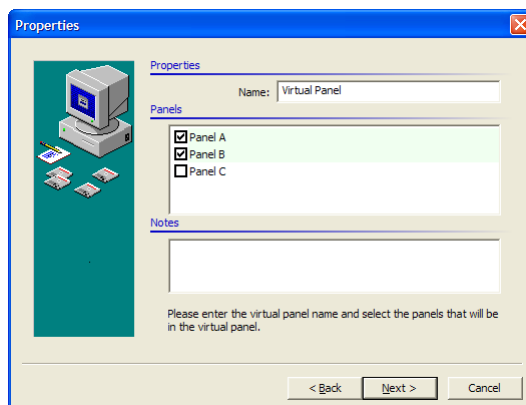 Properties
Properties
Name: Virtual Panel
Panels
Panel A
Panel B
Panel C
Notes
Please enter the virtual panel name and select the panels that will be
in the virtual panel.
< Back Next > Cancel